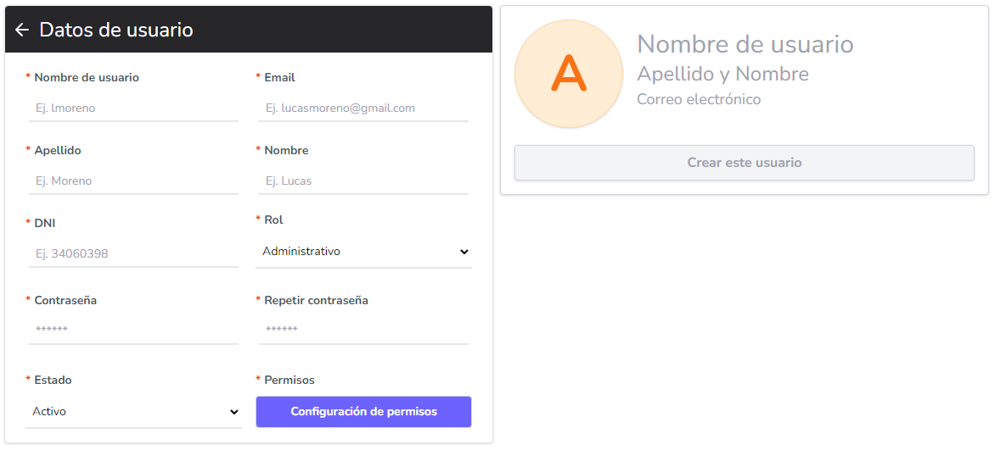 Datos de usuario
* Nombre de usuario
Ej. lmoreno
* Email
Ej. lucasmoreno@gmail.com
* Apellido
Ej. Moreno
* Nombre
Ej. Lucas
* DNI
Ej. 34060398
* Rol
Administrativo
* Contraseña
******
* Repetir contraseña
******
* Estado
Activo
* Permisos
Configuración de permisos
A
Nombre de usuario
Apellido y Nombre
Correo electrónico
Crear este usuario